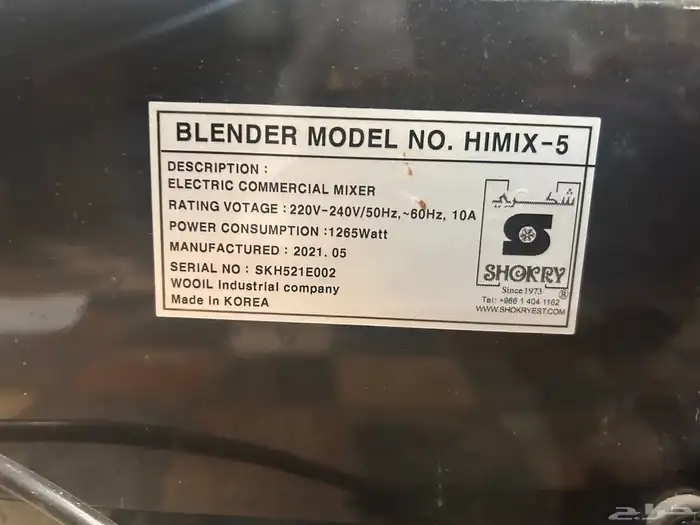 BLENDER MODEL NO. HIMIX-5
DESCRIPTION :
ELECTRIC COMMERCIAL MIXER
RATING VOTAGE : 220V-240V/50Hz,~60Hz, 10A
POWER CONSUMPTION :1265Watt
MANUFACTURED : 2021. 05
SERIAL NO : SKH521E002
WOOIL Industrial company
Made in KOREA
شكري
SHOKRY
Since 1973
®
Tel: +966 1 404 1162
WWW.SHOKRYEST.COM
حراج